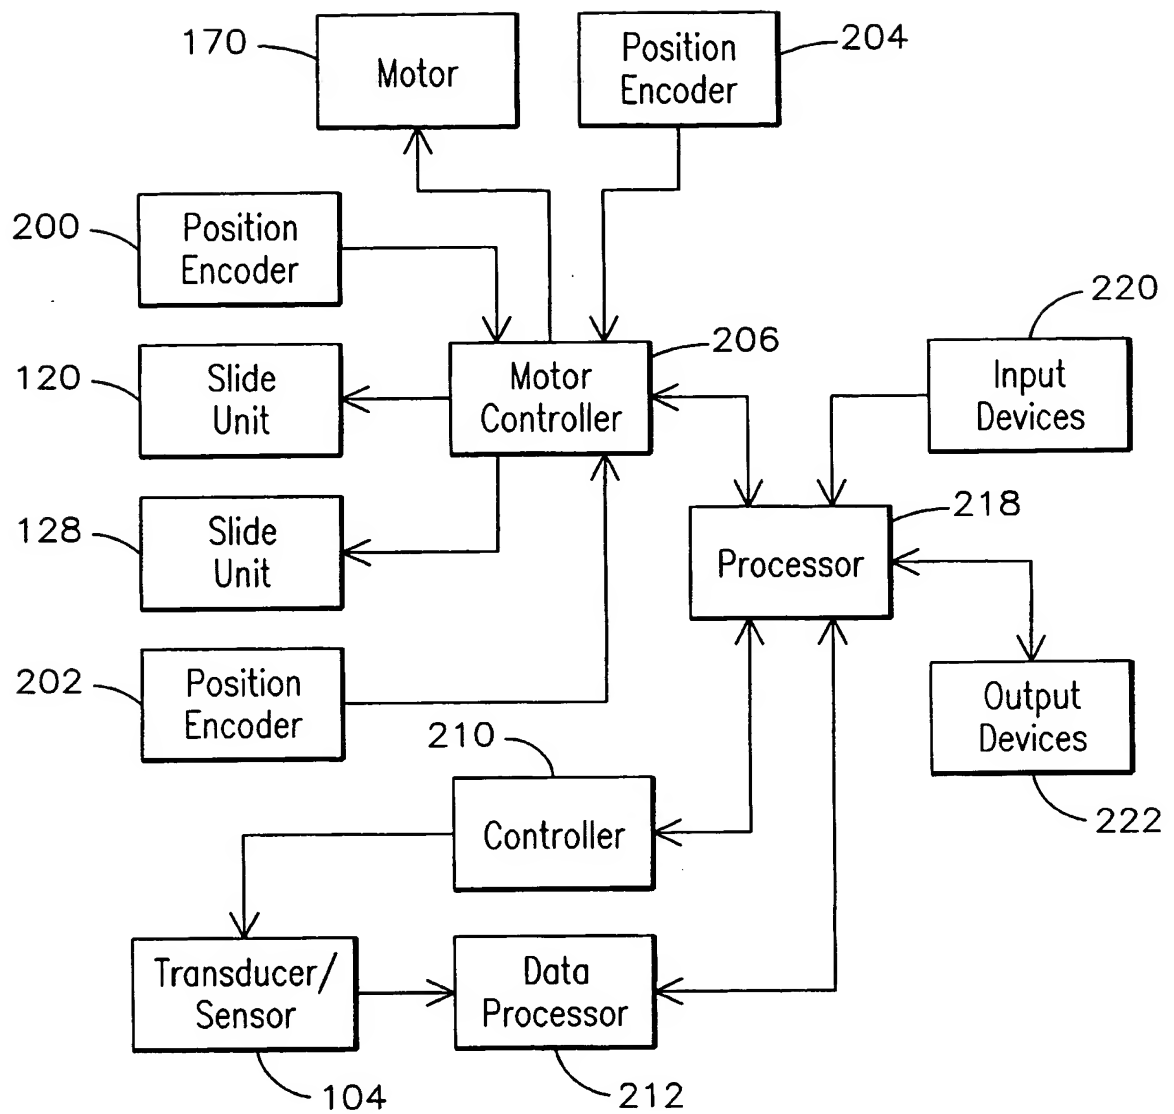 170
Motor
Position
Encoder
204
200
Position
Encoder
220
120
Slide
Unit
Motor
Controller
206
Input
Devices
128
Slide
Unit
218
Processor
202
Position
Encoder
Output
Devices
210
Controller
222
Transducer/
Sensor
Data
Processor
104
212